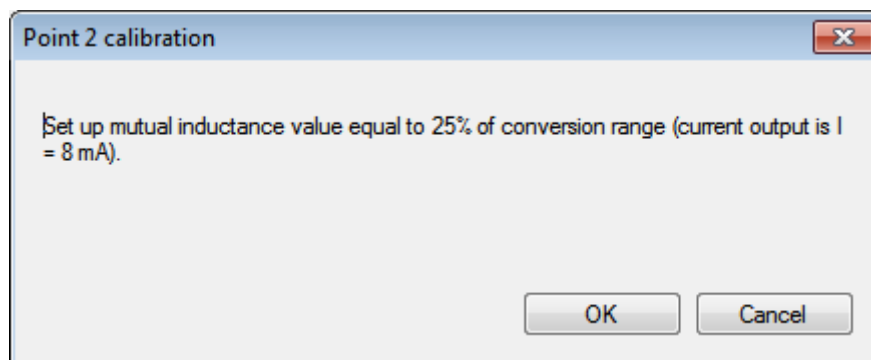 Point 2 calibration
Set up mutual inductance value equal to 25% of conversion range (current output is I
= 8 mA).
OK
Cancel